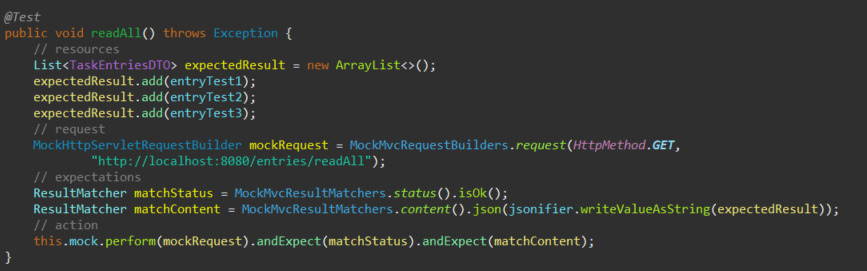 @Test
public void readAll() throws Exception {
    // resources
    List<TaskEntriesDTO> expectedResult = new ArrayList<>();
    expectedResult.add(entryTest1);
    expectedResult.add(entryTest2);
    expectedResult.add(entryTest3);
    // request
    MockHttpServletRequestBuilder mockRequest = MockMvcRequestBuilders.request(HttpMethod.GET,
            "http://localhost:8080/entries/readAll");
    // expectations
    ResultMatcher matchStatus = MockMvcResultMatchers.status().isOk();
    ResultMatcher matchContent = MockMvcResultMatchers.content().json(jsonifier.writeValueAsString(expectedResult));
    // action
    this.mock.perform(mockRequest).andExpect(matchStatus).andExpect(matchContent);
}